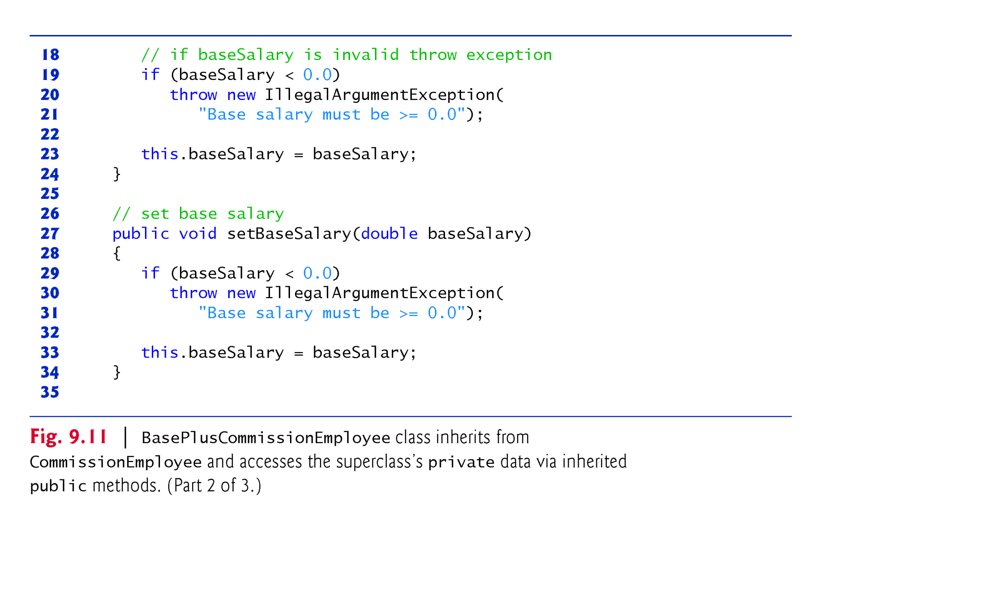 18 // if baseSalary is invalid throw exception
19 if (baseSalary < 0.0)
20 throw new IllegalArgumentException(
21 "Base salary must be >= 0.0");
22
23 this.baseSalary = baseSalary;
24 }
25
26 // set base salary
27 public void setBaseSalary(double baseSalary)
28 {
29 if (baseSalary < 0.0)
30 throw new IllegalArgumentException(
31 "Base salary must be >= 0.0");
32
33 this.baseSalary = baseSalary;
34 }
35
Fig. 9.11 | BasePlusCommissionEmployee class inherits from
CommissionEmployee and accesses the superclass’s private data via inherited
public methods. (Part 2 of 3.)